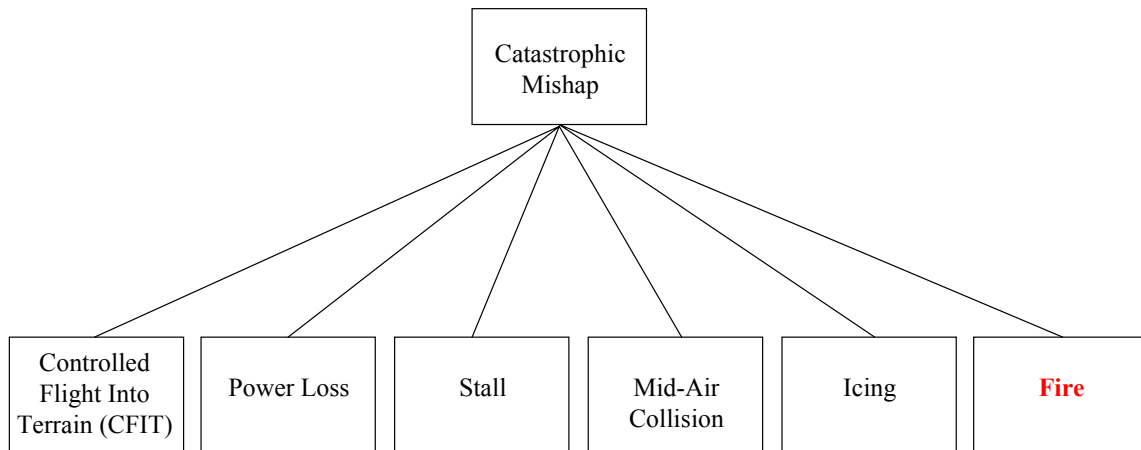 Catastrophic
Mishap
Controlled
Flight Into
Terrain (CFIT)
Power Loss
Stall
Mid-Air
Collision
Icing
Fire